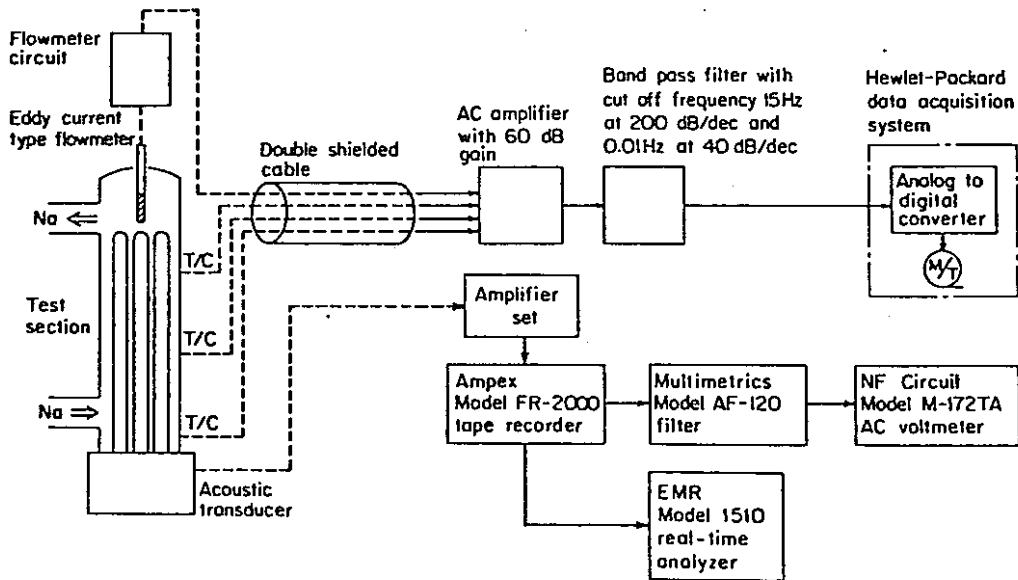 Flowmeter
circuit
Eddy current
type flowmeter
Na
Test
section
Na
T/C
T/C
T/C
Acoustic
transducer
Double shielded
cable
AC amplifier
with 60 dB
gain
Band pass filter with
cut off frequency 15Hz
at 200 dB/dec and
0.01Hz at 40 dB/dec
Hewlet-Packard
data acquisition
system
Analog to
digital
converter
M/T
Amplifier
set
Ampex
Model FR-2000
tape recorder
Multimetrics
Model AF-120
filter
NF Circuit
Model M-172TA
AC voltmeter
EMR
Model 1510
real-time
analyzer